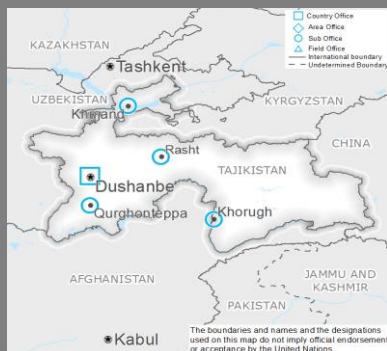 Country Office
Area Office
Sub Office
Field Office
International boundary
Undetermined Boundary
KAZAKHSTAN
Tashkent
UZBEKISTAN
KYRGYZSTAN
Khujand
CHINA
Rasht
TAJIKISTAN
Dushanbe
Qurghonteppa
Khorugh
AFGHANISTAN
JAMMU AND
KASHMIR
PAKISTAN
Kabul
The boundaries and names and the designations
used on this map do not imply official endorsement
or acceptance by the United Nations